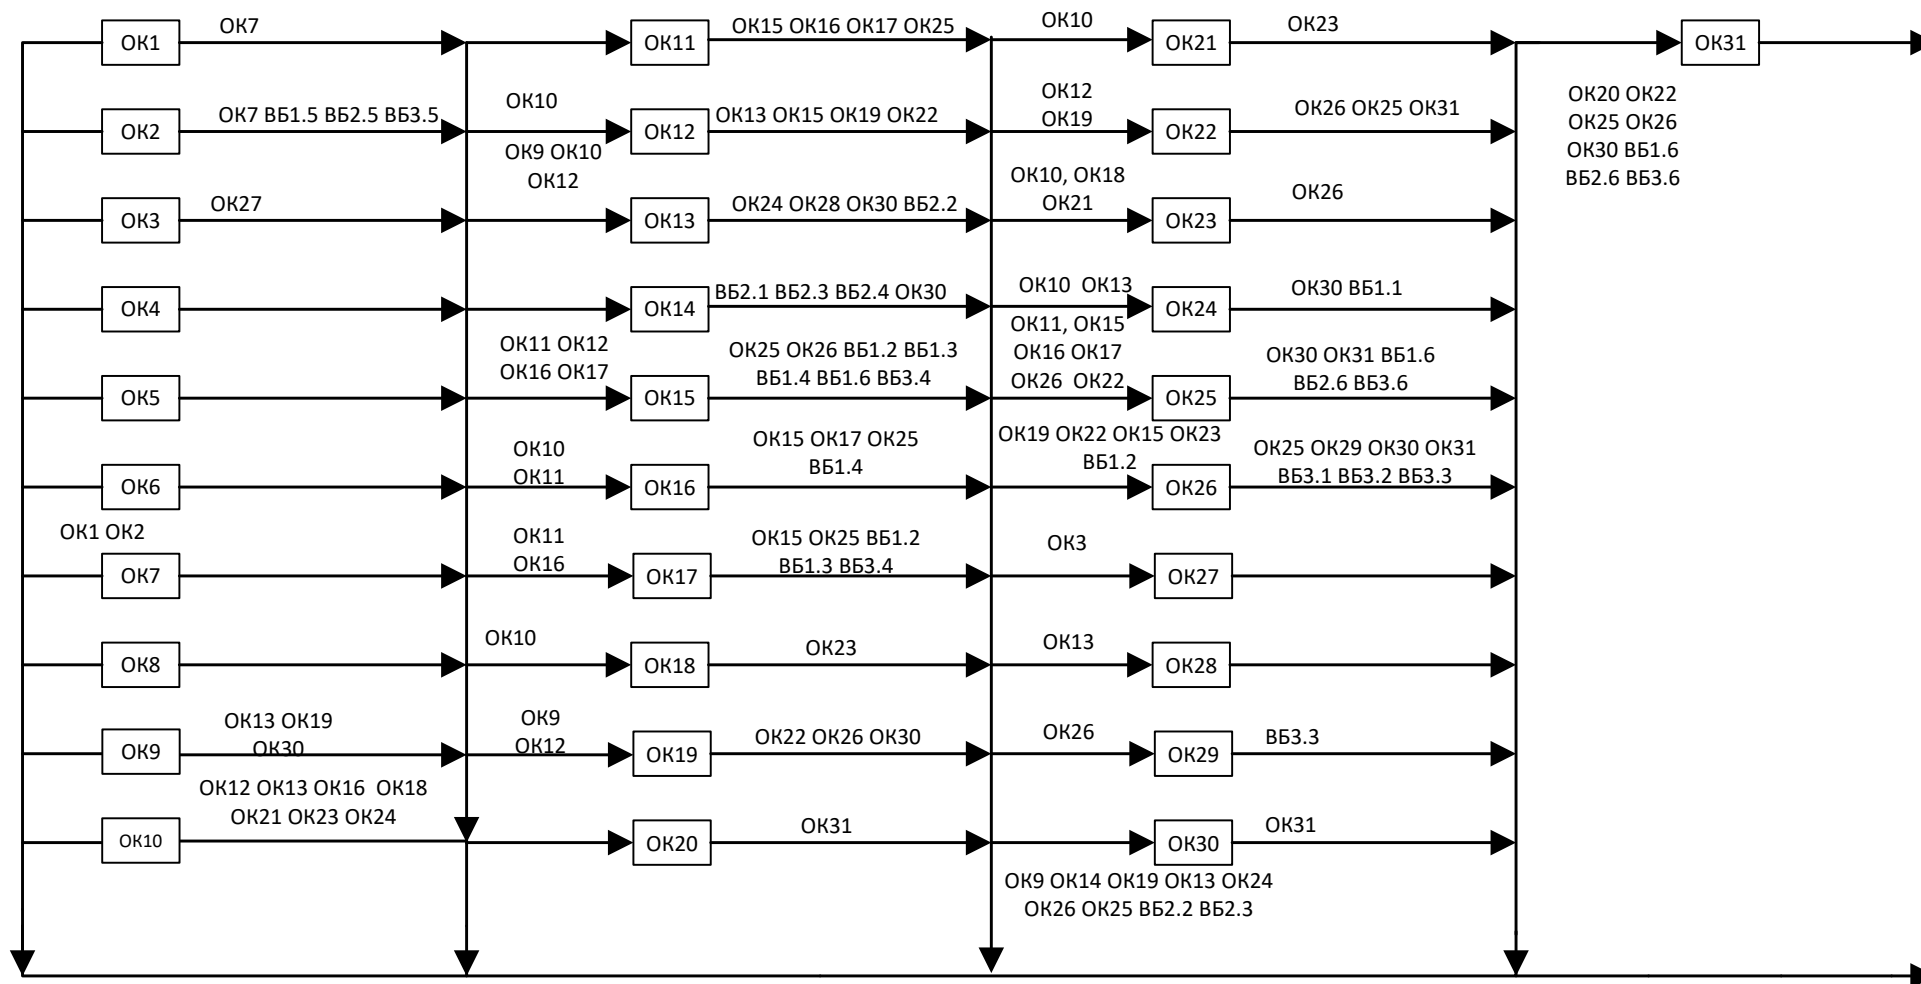 ОК1
ОК7
ОК11
ОК15 ОК16 ОК17 ОК25
ОК10
ОК21
ОК23
ОК31
ОК2
ОК7 ВБ1.5 ВБ2.5 ВБ3.5
ОК10
ОК12
ОК13 ОК15 ОК19 ОК22
ОК12
ОК19
ОК22
ОК26 ОК25 ОК31
ОК20 ОК22
ОК25 ОК26
ОК30 ВБ1.6
ВБ2.6 ВБ3.6
ОК3
ОК27
ОК9 ОК10
ОК12
ОК13
ОК24 ОК28 ОК30 ВБ2.2
ОК10, ОК18
ОК21
ОК23
ОК26
ОК4
ОК14
ВБ2.1 ВБ2.3 ВБ2.4 ОК30
ОК10 ОК13
ОК24
ОК30 ВБ1.1
ОК5
ОК11 ОК12
ОК16 ОК17
ОК15
ОК25 ОК26 ВБ1.2 ВБ1.3
ВБ1.4 ВБ1.6 ВБ3.4
ОК11, ОК15
ОК16 ОК17
ОК26 ОК22
ОК25
ОК30 ОК31 ВБ1.6
ВБ2.6 ВБ3.6
ОК6
ОК10
ОК11
ОК16
ОК15 ОК17 ОК25
ВБ1.4
ОК19 ОК22 ОК15 ОК23
ВБ1.2
ОК26
ОК25 ОК29 ОК30 ОК31
ВБ3.1 ВБ3.2 ВБ3.3
ОК1 ОК2
ОК7
ОК11
ОК16
ОК17
ОК15 ОК25 ВБ1.2
ВБ1.3 ВБ3.4
ОК3
ОК27
ОК8
ОК10
ОК18
ОК23
ОК13
ОК28
ОК9
ОК13 ОК19
ОК30
ОК9
ОК12
ОК19
ОК22 ОК26 ОК30
ОК26
ОК29
ВБ3.3
ОК10
ОК12 ОК13 ОК16 ОК18
ОК21 ОК23 ОК24
ОК20
ОК31
ОК30
ОК31
ОК9 ОК14 ОК19 ОК13 ОК24
ОК26 ОК25 ВБ2.2 ВБ2.3